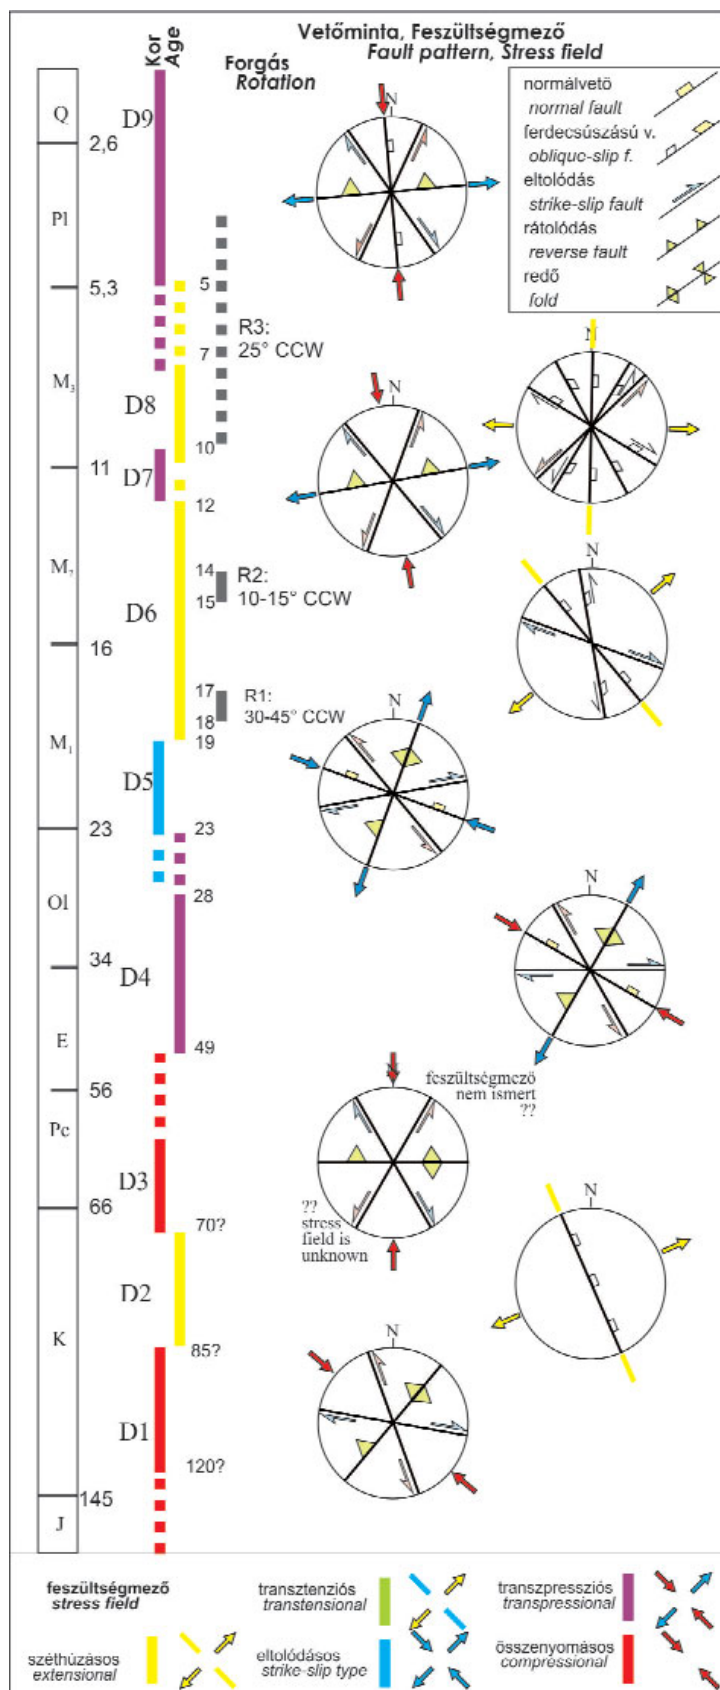 Vetőminta, Feszültségmező
Fault pattern, Stress field
Kor
Age
Forgás
Rotation
normálvető
normal fault
ferdecsúszású v.
oblique-slip f.
eltolódás
strike-slip fault
rátolódás
reverse fault
redő
fold
Q
2,6
Pl
5,3
M₃
11
M₂
16
M₁
23
Ol
34
E
56
Pc
66
K
145
J
D9
D8
D7
D6
D5
D4
D3
D2
D1
5
7
10
12
14
15
17
18
19
23
28
49
70?
85?
120?
R3:
25° CCW
R2:
10-15° CCW
R1:
30-45° CCW
N
N
N
N
N
N
N
N
N
feszültségmező
nem ismert
??
??
stress
field is
unknown
feszültségmező
stress field
széthúzásos
extensional
transztenziós
transtensional
eltolódásos
strike-slip type
transzpressziós
transpressional
összenyomásos
compressional